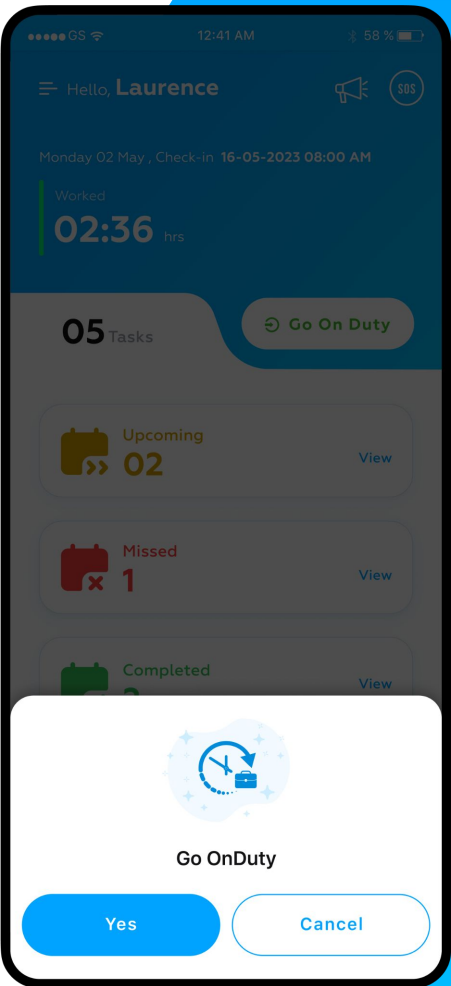 GS 12:41 AM 58 %
Hello, Laurence SOS
Monday 02 May , Check-in 16-05-2023 08:00 AM
Worked
02:36 hrs
05 Tasks Go On Duty
Upcoming
02 View
Missed
1 View
Completed
View
Go OnDuty
Yes Cancel